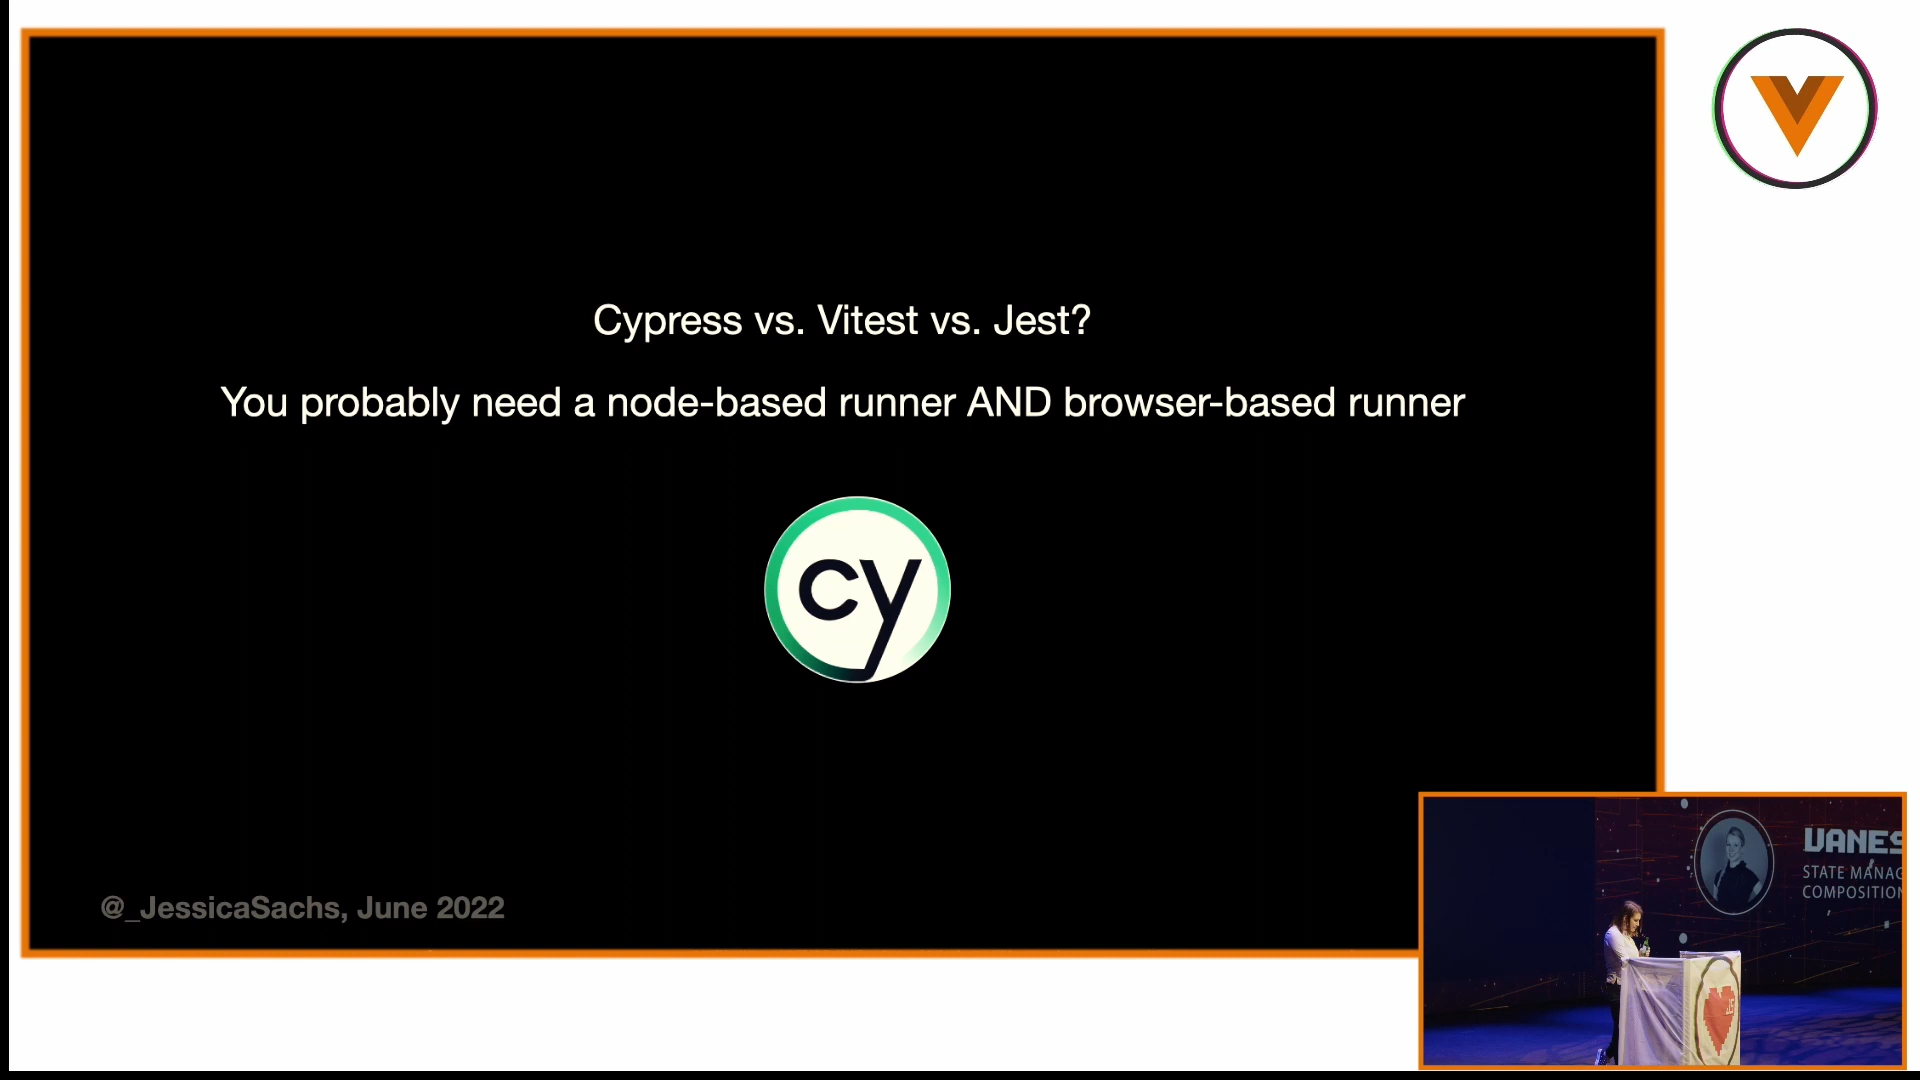 Cypress vs. Vitest vs. Jest?
You probably need a node-based runner AND browser-based runner
cy
@_JessicaSachs, June 2022
VANES
STATE MANAG
COMPOSITION
JS